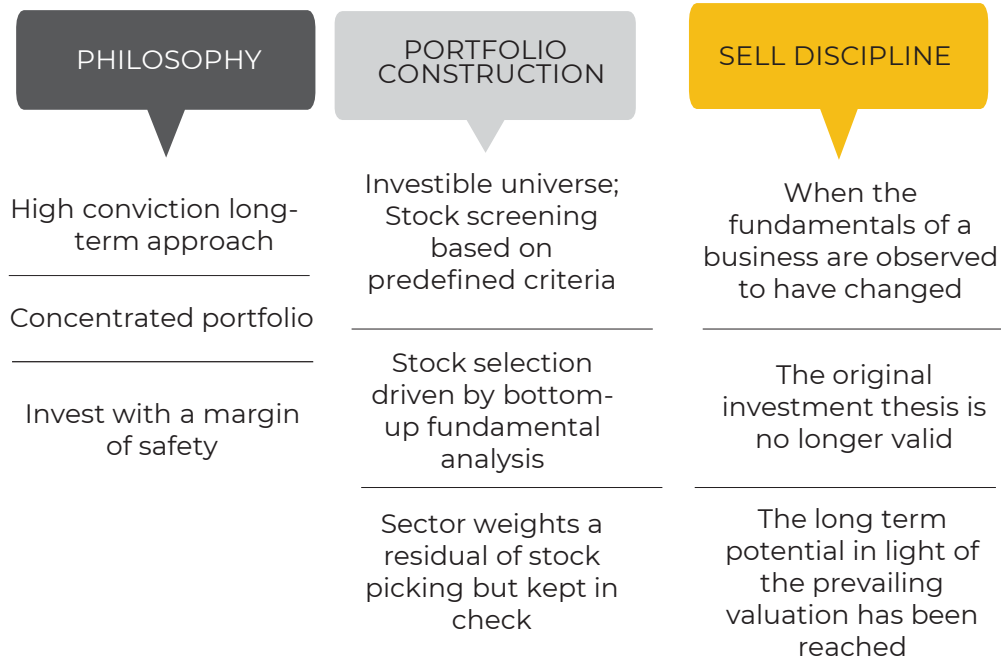 PHILOSOPHY
High conviction long-
term approach
Concentrated portfolio
Invest with a margin
of safety
PORTFOLIO
CONSTRUCTION
Investible universe;
Stock screening
based on
predefined criteria
Stock selection
driven by bottom-
up fundamental
analysis
Sector weights a
residual of stock
picking but kept in
check
SELL DISCIPLINE
When the
fundamentals of a
business are observed
to have changed
The original
investment thesis is
no longer valid
The long term
potential in light of
the prevailing
valuation has been
reached